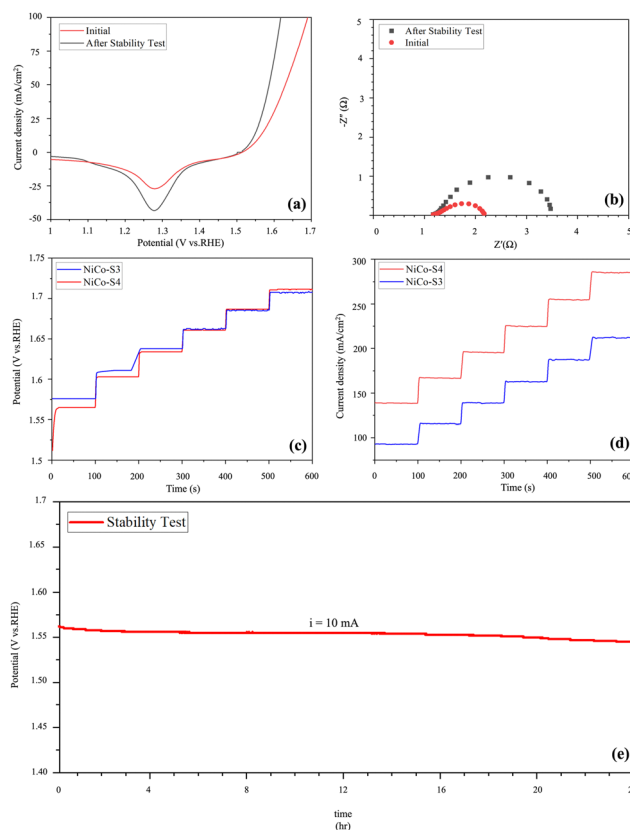 100
75
50
25
0
-25
50
Current density (mA/cm²)
Initial
After Stability Test
(a)
1 1.1 1.2 1.3 1.4 1.5 1.6 1.7
Potential (V vs.RHE)
5
4
3
2
1
0
-Z" (Ω)
After Stability Test
Initial
(b)
0 1 2 3 4 5
Z'(Ω)
1.75
1.7
1.65
1.6
1.55
1.5
Potential (V vs.RHE)
NiCo-S3
NiCo-S4
(c)
0 100 200 300 400 500 600
Time (s)
300
250
200
150
100
Current density (mA/cm²)
NiCo-S4
NiCo-S3
(d)
0 100 200 300 400 500 600
Time (s)
1.7
1.65
1.60
1.55
1.50
1.45
1.40
Potential (V vs.RHE)
Stability Test
i = 10 mA
(e)
0 4 8 12 16 20 2
time
(hr)